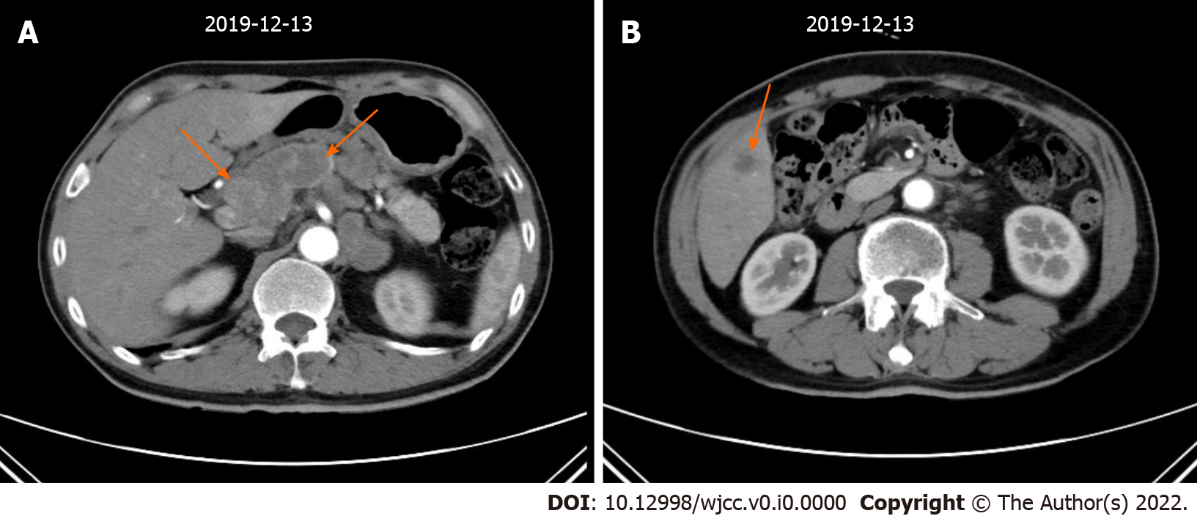 A
2019-12-13
B
2019-12-13
DOI: 10.12998/wjcc.v0.i0.0000 Copyright © The Author(s) 2022.